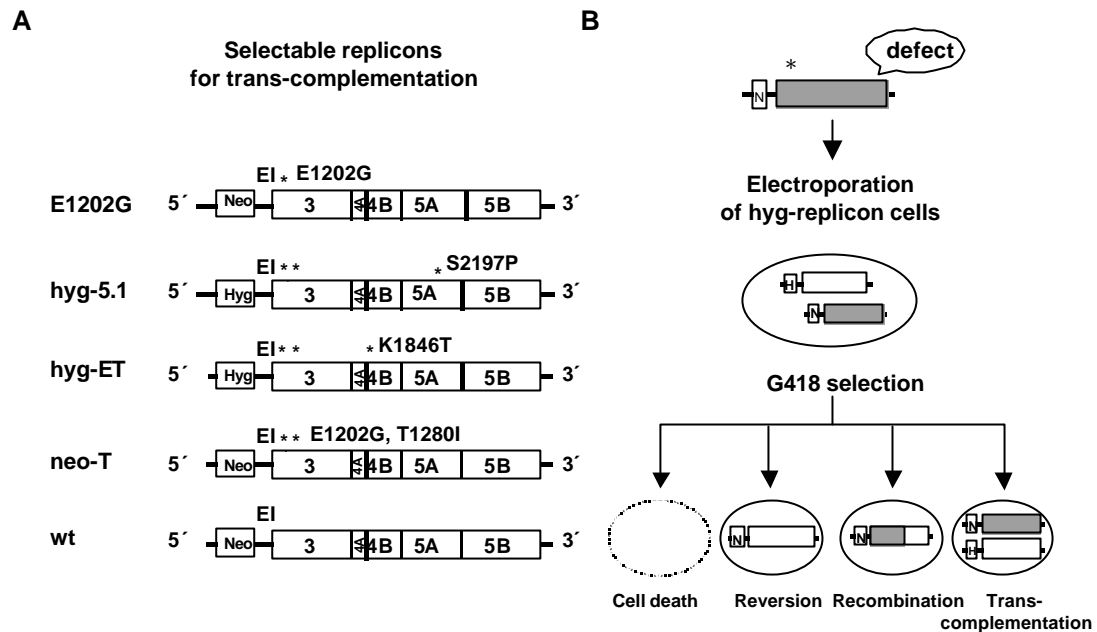 A
Selectable replicons
for trans-complementation
EI * E1202G
E1202G 5´ Neo 3 4A 4B 5A 5B 3´
EI * * * S2197P
hyg-5.1 5´ Hyg 3 4A 4B 5A 5B 3´
EI * * * K1846T
hyg-ET 5´ Hyg 3 4A 4B 5A 5B 3´
EI * * E1202G, T1280I
neo-T 5´ Neo 3 4A 4B 5A 5B 3´
EI
wt 5´ Neo 3 4A 4B 5A 5B 3´
B
defect
*
N
Electroporation
of hyg-replicon cells
H
N
G418 selection
N N N
H
Cell death Reversion Recombination Trans-
complementation